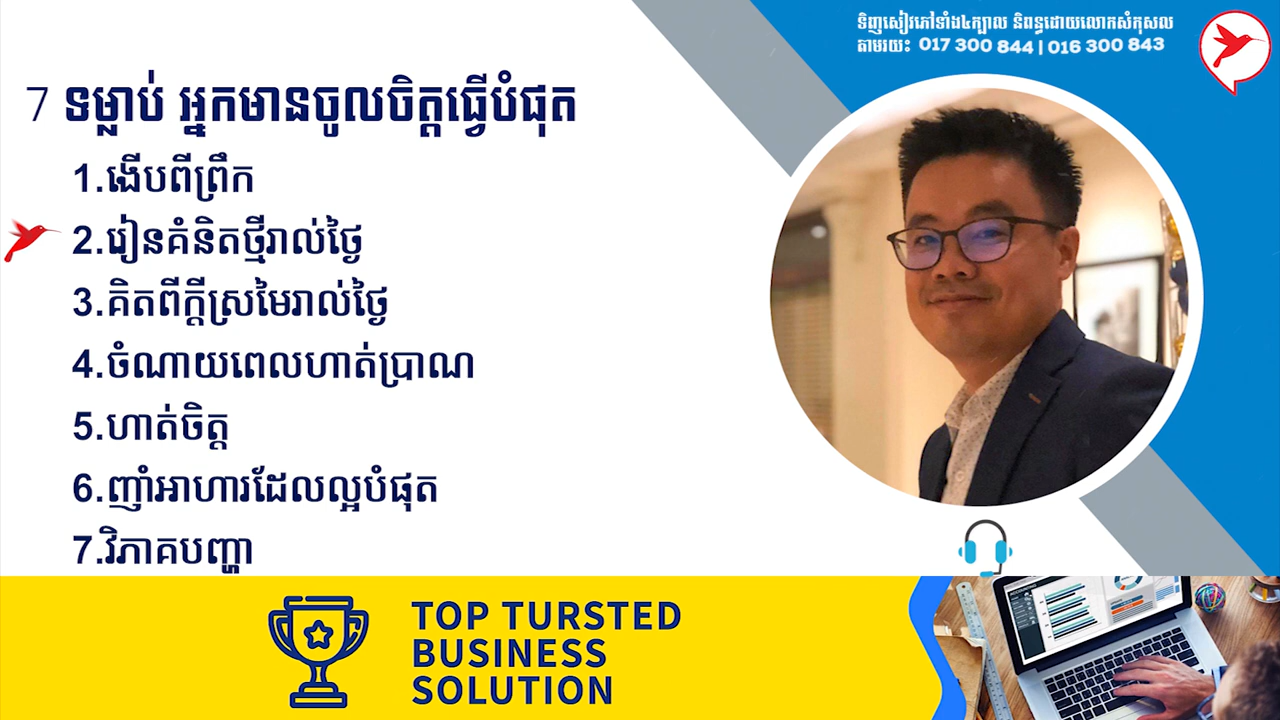 ទិញសៀវភៅទាំង៤ក្បាល និពន្ធដោយលោកសំកុសល
តាមរយះ 017 300 844 | 016 300 843
7 ទម្លាប់ អ្នកមានចូលចិត្តធ្វើបំផុត
1.ងើបពីព្រឹក
2.រៀនគំនិតថ្មីរាល់ថ្ងៃ
3.គិតពីក្តីស្រមៃរាល់ថ្ងៃ
4.ចំណាយពេលហាត់ប្រាណ
5.ហាត់ចិត្ត
6.ញាំអាហារដែលល្អបំផុត
7.វិភាគបញ្ហា
TOP TURSTED
BUSINESS
SOLUTION